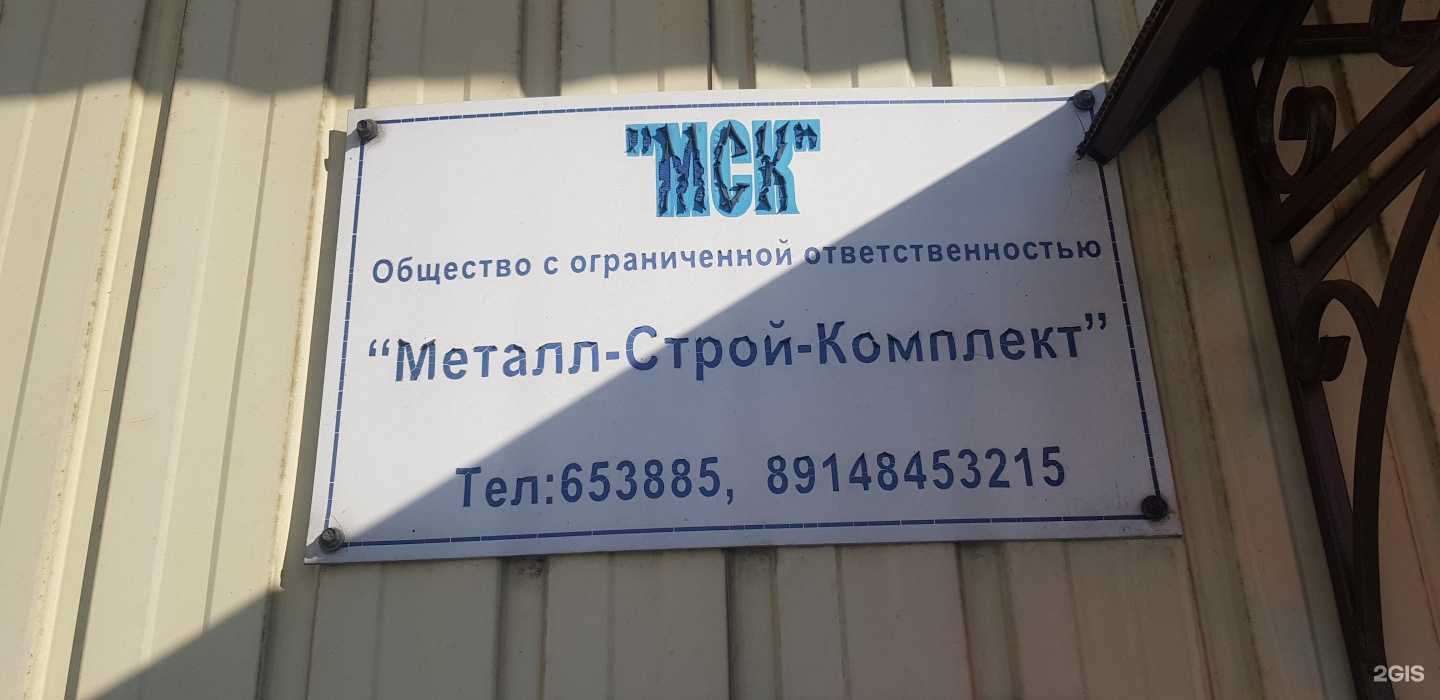 "МСК"
Общество с ограниченной ответственностью
“Металл-Строй-Комплект”
Тел:653885, 89148453215
2GIS